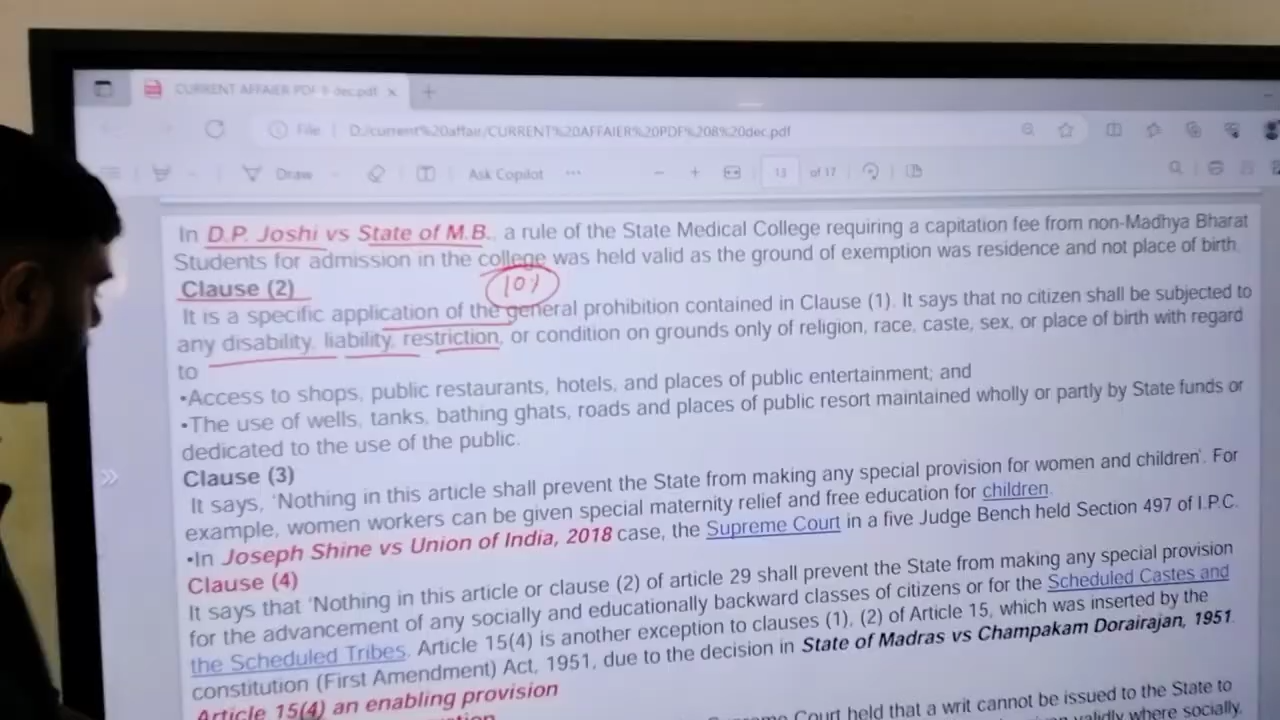 CURRENT AFFAIER PDF 8 dec.pdf
File D:/current%20affair/CURRENT%20AFFAIER%20PDF%208%20dec.pdf
Draw Ask Copilot 13 of 17
In D.P. Joshi vs State of M.B., a rule of the State Medical College requiring a capitation fee from non-Madhya Bharat
Students for admission in the college was held valid as the ground of exemption was residence and not place of birth.
Clause (2)
It is a specific application of the general prohibition contained in Clause (1). It says that no citizen shall be subjected to
any disability, liability, restriction, or condition on grounds only of religion, race, caste, sex, or place of birth with regard
to
•Access to shops, public restaurants, hotels, and places of public entertainment; and
•The use of wells, tanks, bathing ghats, roads and places of public resort maintained wholly or partly by State funds or
dedicated to the use of the public.
Clause (3)
It says, ‘Nothing in this article shall prevent the State from making any special provision for women and children’. For
example, women workers can be given special maternity relief and free education for children.
•In Joseph Shine vs Union of India, 2018 case, the Supreme Court in a five Judge Bench held Section 497 of I.P.C.
Clause (4)
It says that ‘Nothing in this article or clause (2) of article 29 shall prevent the State from making any special provision
for the advancement of any socially and educationally backward classes of citizens or for the Scheduled Castes and
the Scheduled Tribes. Article 15(4) is another exception to clauses (1), (2) of Article 15, which was inserted by the
constitution (First Amendment) Act, 1951, due to the decision in State of Madras vs Champakam Dorairajan, 1951.
Article 15(4) an enabling provision
Court held that a writ cannot be issued to the State to
validly where socially,